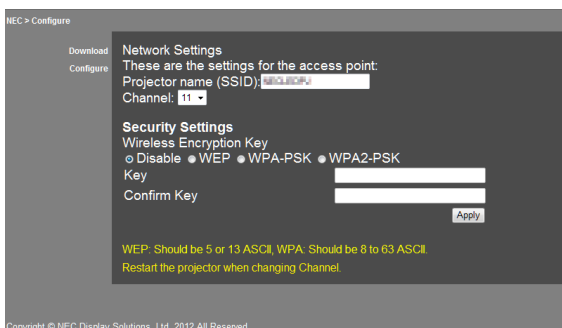 NEC > Configure
Download
Configure
Network Settings
These are the settings for the access point:
Projector name (SSID):
Channel: 11
Security Settings
Wireless Encryption Key
Disable WEP WPA-PSK WPA2-PSK
Key
Confirm Key
Apply
WEP: Should be 5 or 13 ASCII, WPA: Should be 8 to 63 ASCII.
Restart the projector when changing Channel.
Copyright © NEC Display Solutions, Ltd. 2012 All Reserved